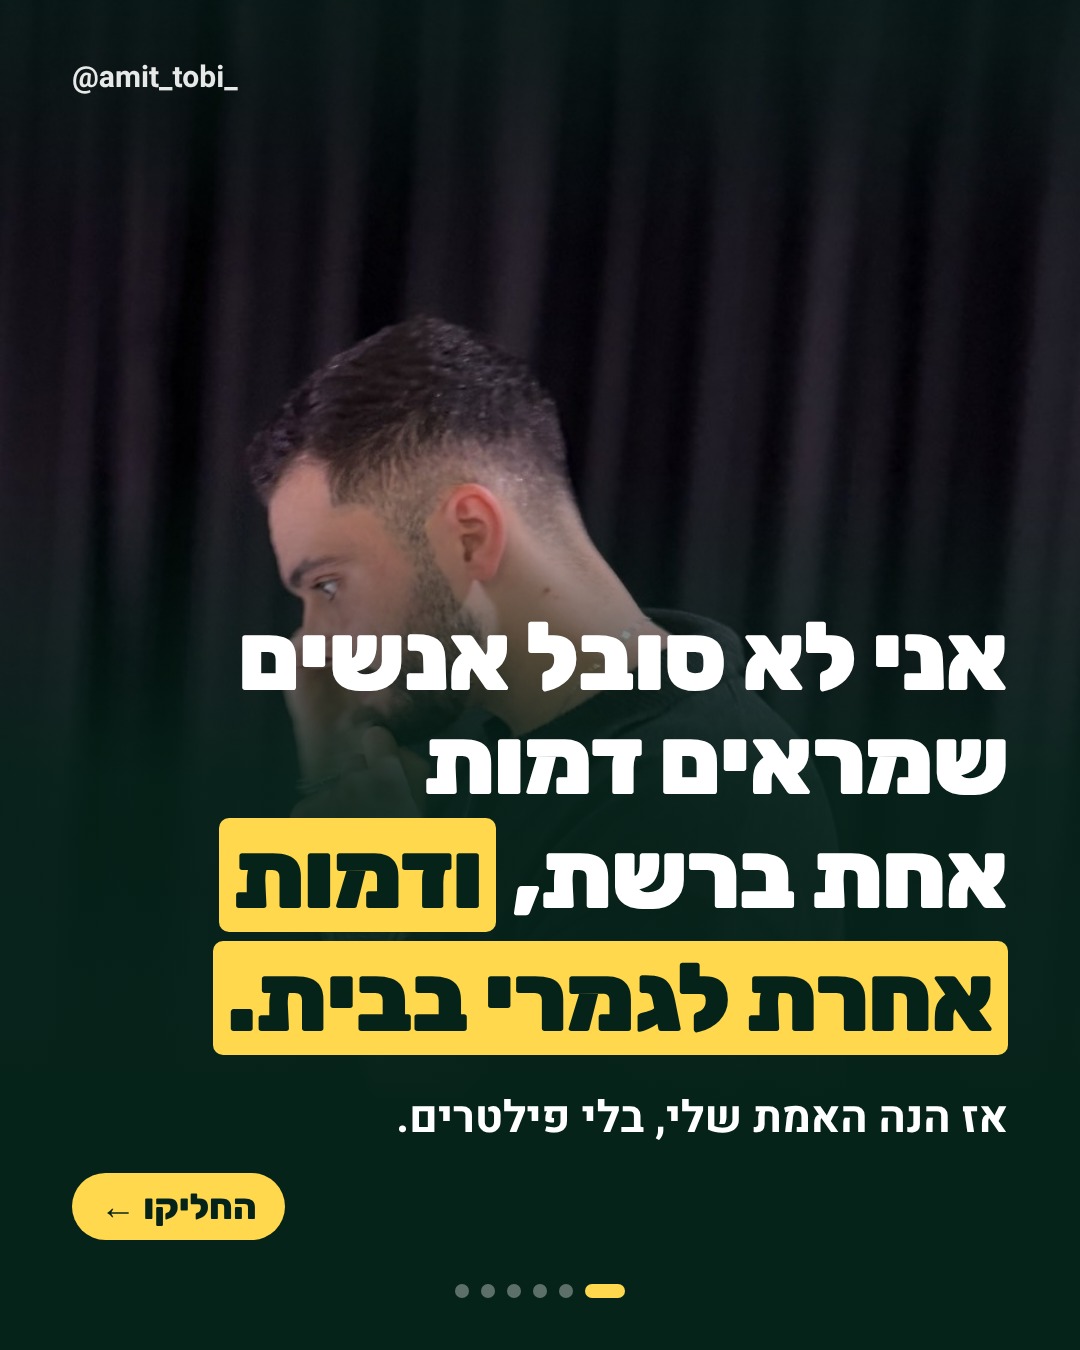 @amit_tobi_
אני לא סובל אנשים
שמראים דמות
אחת ברשת, ודמות
אחרת לגמרי בבית.
אז הנה האמת שלי, בלי פילטרים.
החליקו ←